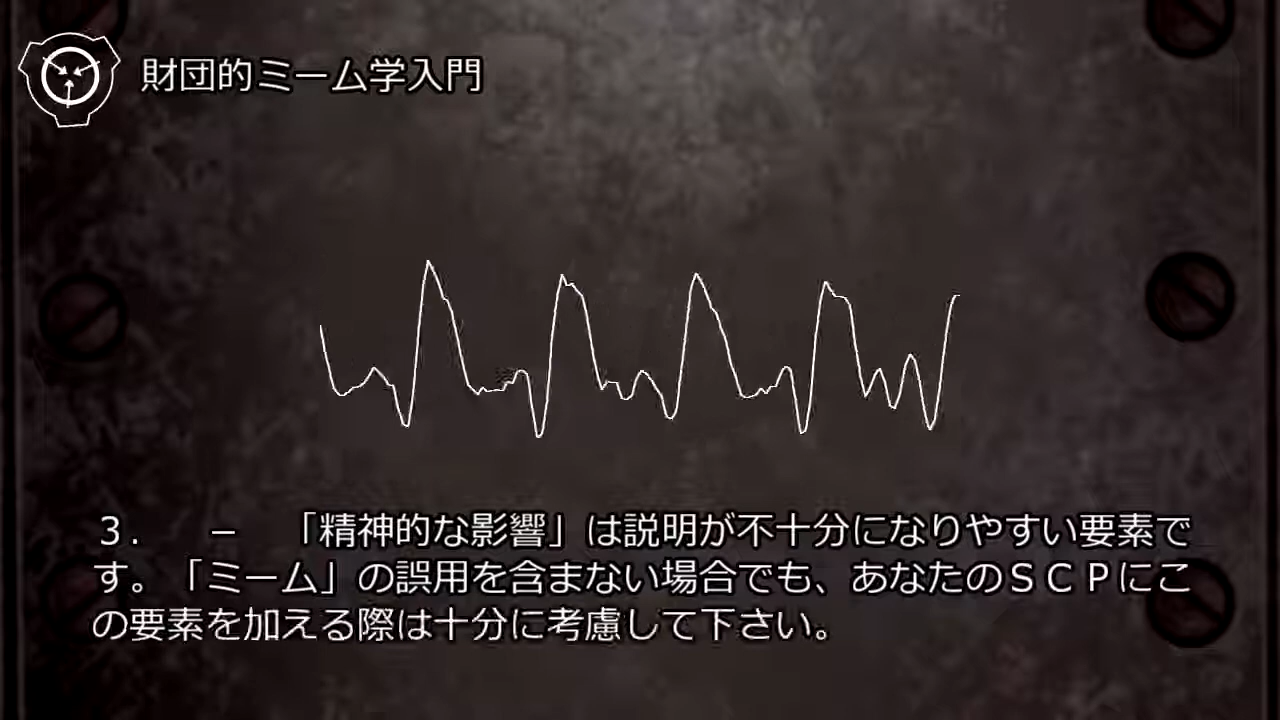 財団的ミーム学入門
３．　－　「精神的な影響」は説明が不十分になりやすい要素で
す。「ミーム」の誤用を含まない場合でも、あなたのＳＣＰにこ
の要素を加える際は十分に考慮して下さい。